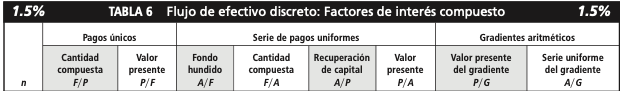 1.5% TABLA 6 Flujo de efectivo discreto: Factores de interés compuesto 1.5%
Pagos únicos Serie de pagos uniformes Gradientes aritméticos
Cantidad Valor Fondo Cantidad Recuperación Valor Valor presente Serie uniforme
compuesta presente hundido compuesta de capital presente del gradiente del gradiente
n F/P P/F A/F F/A A/P P/A P/G A/G